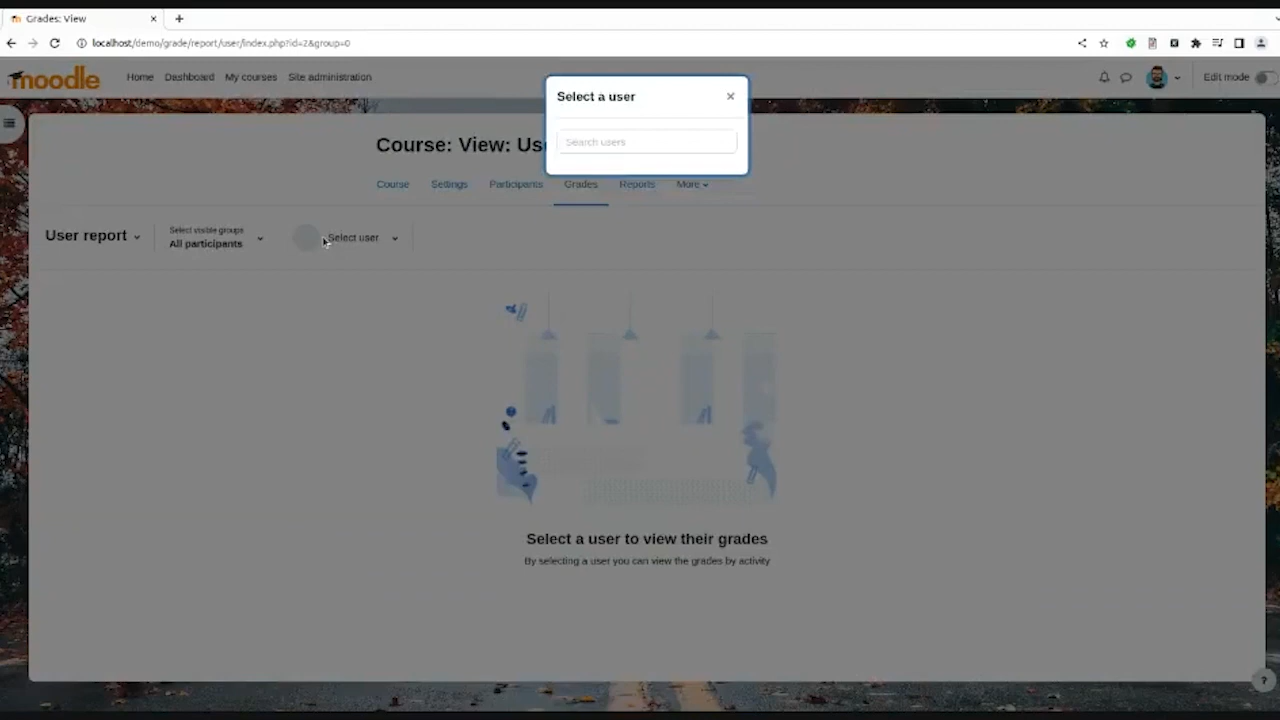 Grades: View
localhost/demo/grade/report/user/index.php?id=2&group=0
moodle Home Dashboard My courses Site administration Edit mode
Select a user
Search users
Course: View: Us
Course Settings Participants Grades Reports More
User report Select visible groups All participants Select user
Select a user to view their grades
By selecting a user you can view the grades by activity
?